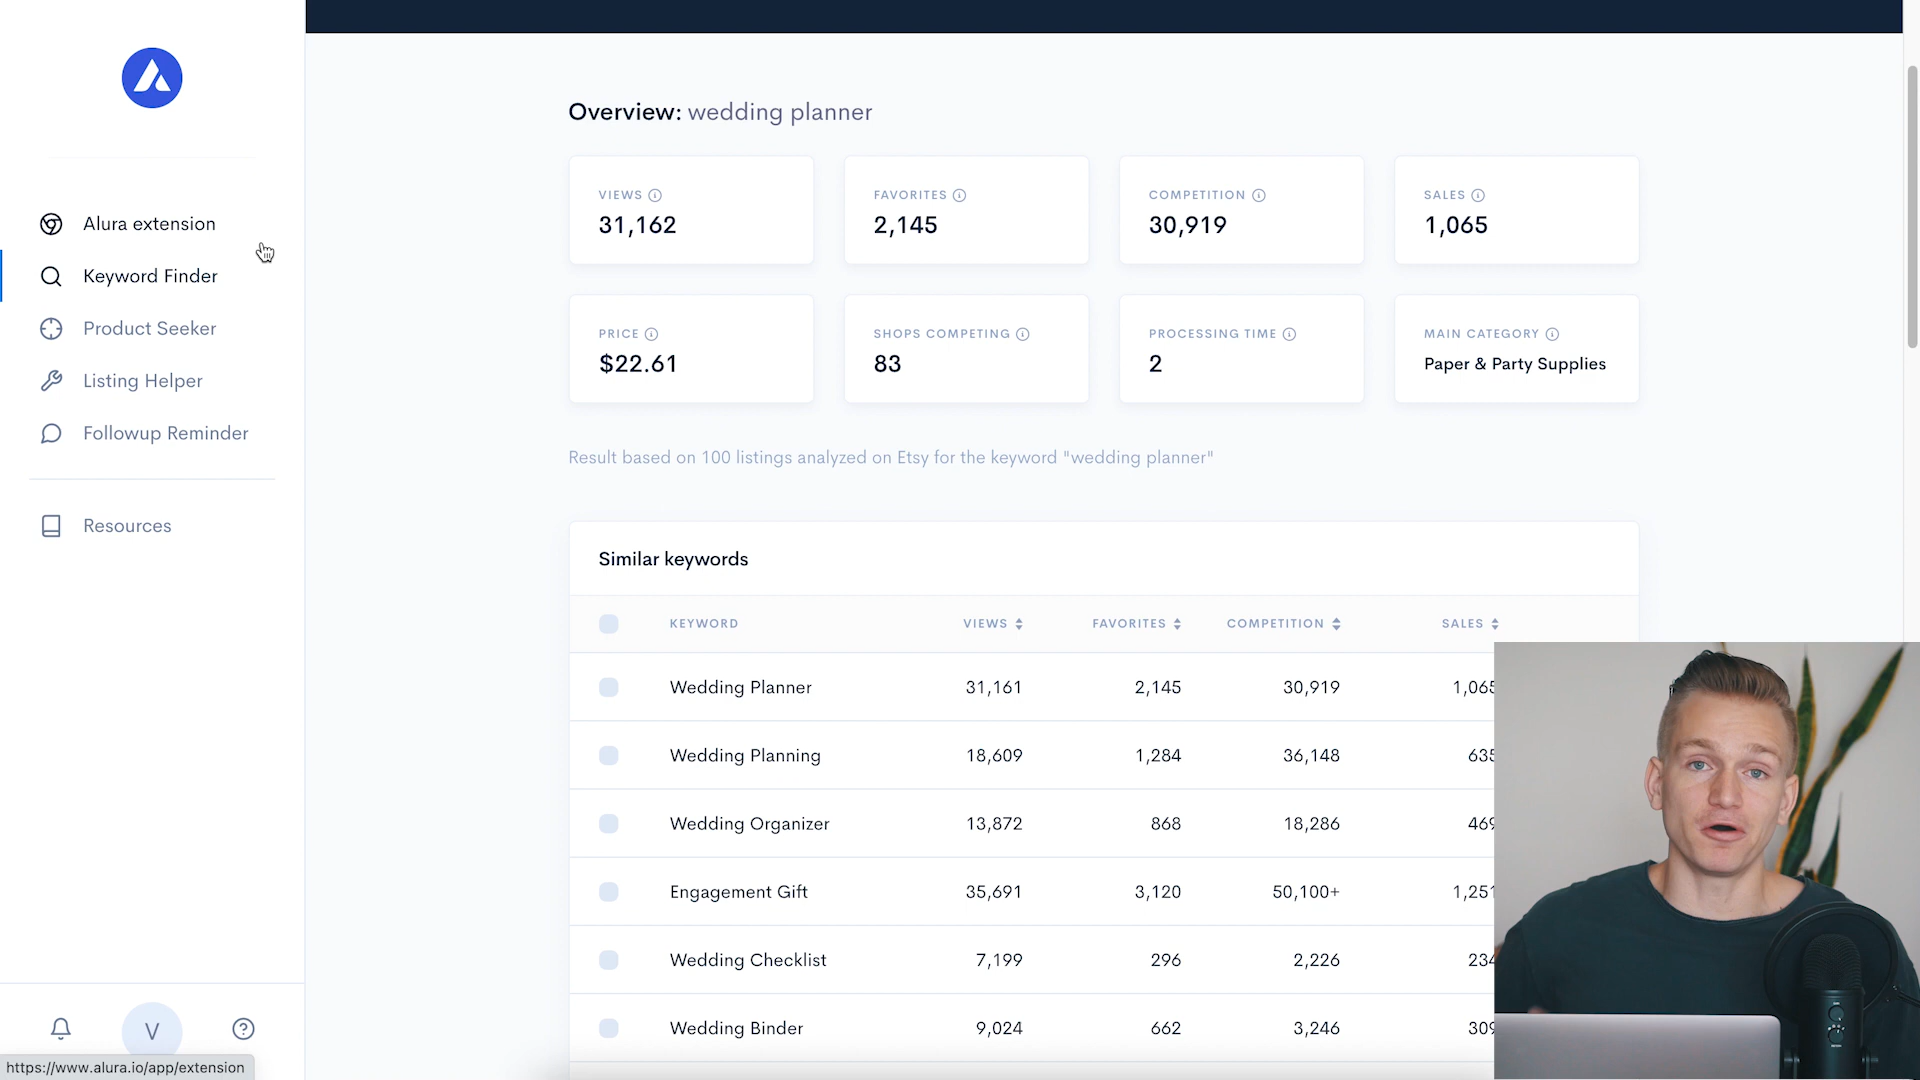 Alura extension
Keyword Finder
Product Seeker
Listing Helper
Followup Reminder
Resources
V
https://www.alura.io/app/extension
Overview: wedding planner
VIEWS FAVORITES COMPETITION SALES
31,162 2,145 30,919 1,065
PRICE SHOPS COMPETING PROCESSING TIME MAIN CATEGORY
$22.61 83 2 Paper & Party Supplies
Result based on 100 listings analyzed on Etsy for the keyword "wedding planner"
Similar keywords
KEYWORD VIEWS FAVORITES COMPETITION SALES
Wedding Planner 31,161 2,145 30,919 1,065
Wedding Planning 18,609 1,284 36,148 635
Wedding Organizer 13,872 868 18,286 469
Engagement Gift 35,691 3,120 50,100+ 1,251
Wedding Checklist 7,199 296 2,226 234
Wedding Binder 9,024 662 3,246 309